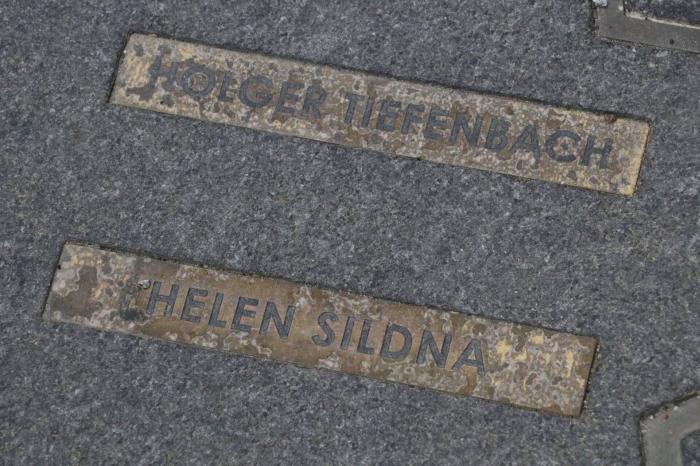 HOLGER TIEFENBACH
HELEN SILDNA